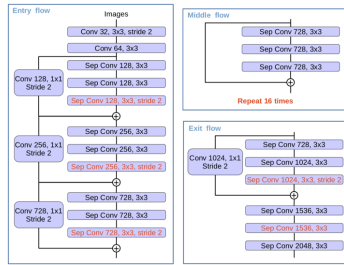 Entry flow
Images
Conv 32, 3x3, stride 2
Conv 64, 3x3
Conv 128, 1x1
Stride 2
Sep Conv 128, 3x3
Sep Conv 128, 3x3
Sep Conv 128, 3x3, stride 2
Conv 256, 1x1
Stride 2
Sep Conv 256, 3x3
Sep Conv 256, 3x3
Sep Conv 256, 3x3, stride 2
Conv 728, 1x1
Stride 2
Sep Conv 728, 3x3
Sep Conv 728, 3x3
Sep Conv 728, 3x3, stride 2
Middle flow
Sep Conv 728, 3x3
Sep Conv 728, 3x3
Sep Conv 728, 3x3
Repeat 16 times
Exit flow
Conv 1024, 1x1
Stride 2
Sep Conv 728, 3x3
Sep Conv 1024, 3x3
Sep Conv 1024, 3x3, stride 2
Sep Conv 1536, 3x3
Sep Conv 1536, 3x3
Sep Conv 2048, 3x3